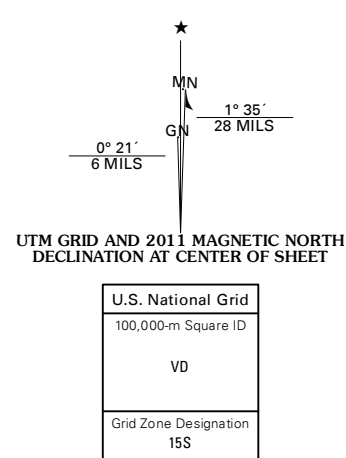 ★
MN
GN
1° 35´
28 MILS
0° 21´
6 MILS
UTM GRID AND 2011 MAGNETIC NORTH
DECLINATION AT CENTER OF SHEET
U.S. National Grid
100,000-m Square ID
VD
Grid Zone Designation
15S